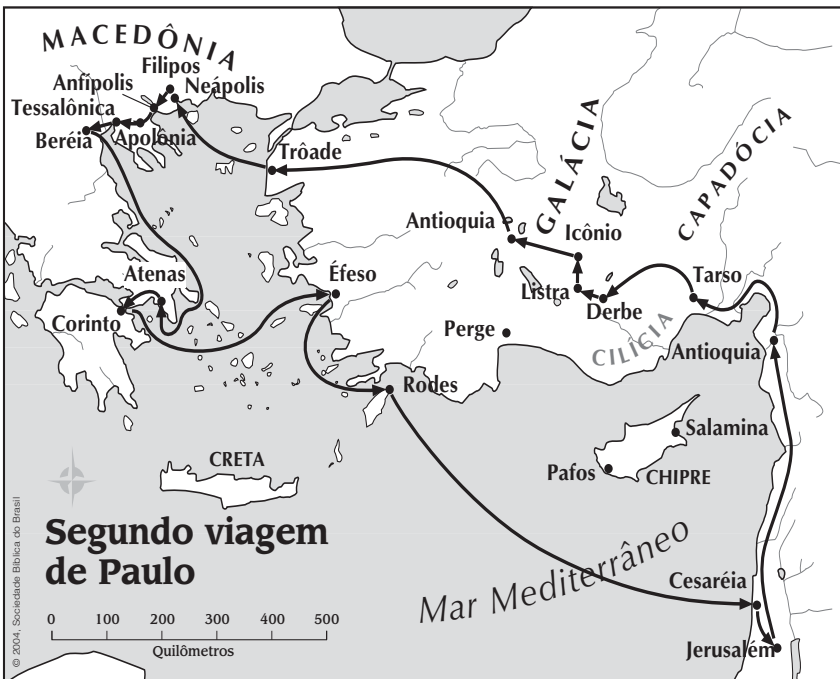 MACEDÔNIA
Filipos
Anfípolis
Neápolis
Tessalônica
Apolônia
Beréia
Trôade
GALÁCIA
CAPADÓCIA
Antioquia
Icônio
Atenas
Éfeso
Listra
Derbe
Tarso
Corinto
Perge
CILÍCIA
Antioquia
Rodes
Salamina
CRETA
Pafos
CHIPRE
Segundo viagem
de Paulo
Mar Mediterrâneo
Cesaréia
0 100 200 300 400 500
Quilômetros
Jerusalém
© 2004, Sociedade Bíblica do Brasil